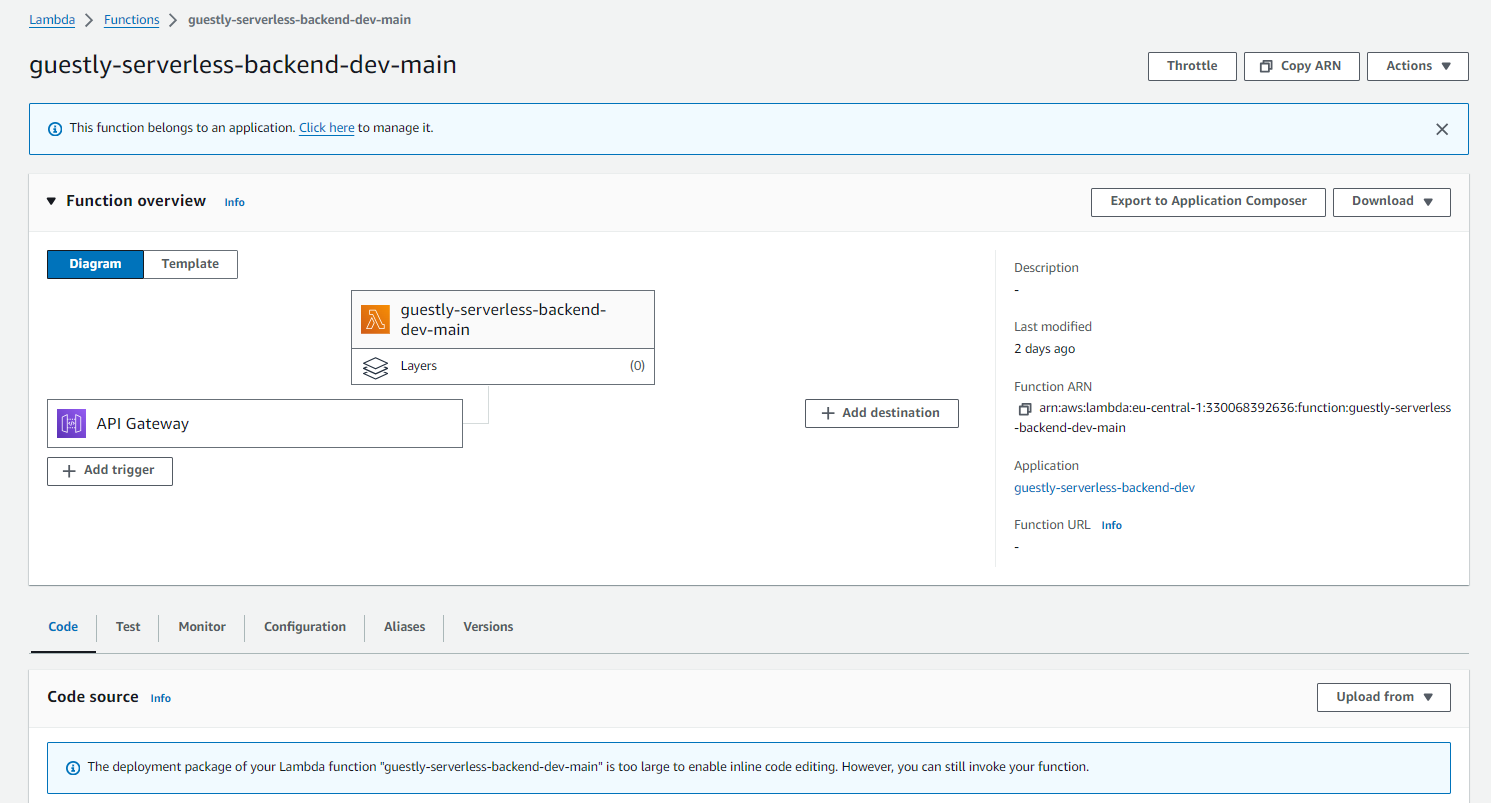 Lambda > Functions > guestly-serverless-backend-dev-main
guestly-serverless-backend-dev-main
Throttle
Copy ARN
Actions
This function belongs to an application. Click here to manage it.
Function overview Info
Export to Application Composer
Download
Diagram
Template
guestly-serverless-backend-
dev-main
Layers (0)
API Gateway
+ Add trigger
+ Add destination
Description
-
Last modified
2 days ago
Function ARN
arn:aws:lambda:eu-central-1:330068392636:function:guestly-serverless
-backend-dev-main
Application
guestly-serverless-backend-dev
Function URL Info
-
Code
Test
Monitor
Configuration
Aliases
Versions
Code source Info
Upload from
The deployment package of your Lambda function "guestly-serverless-backend-dev-main" is too large to enable inline code editing. However, you can still invoke your function.